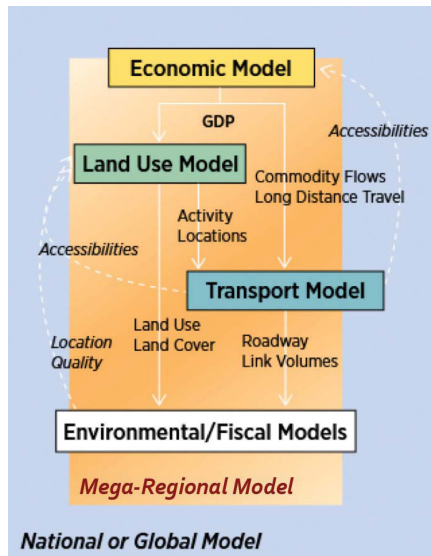 Economic Model
GDP
Accessibilities
Land Use Model
Commodity Flows
Long Distance Travel
Activity
Locations
Accessibilities
Transport Model
Location
Quality
Land Use
Land Cover
Roadway
Link Volumes
Environmental/Fiscal Models
Mega-Regional Model
National or Global Model